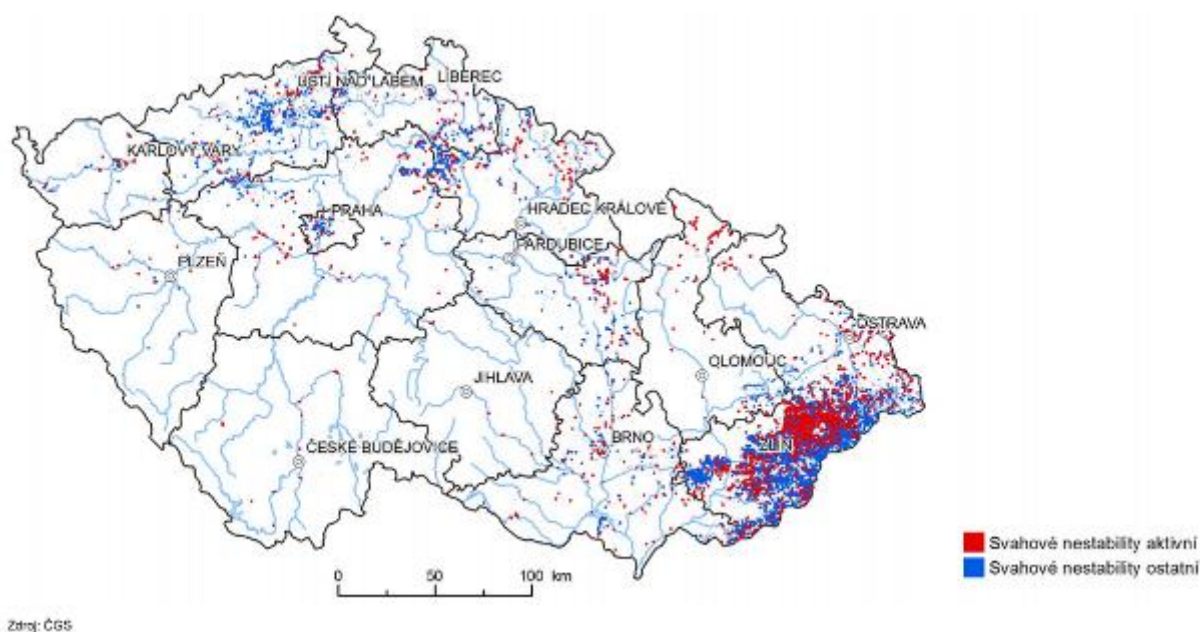 ÚSTÍ NAD LABEM
LIBEREC
KARLOVY VARY
PRAHA
HRADEC KRÁLOVÉ
PARDUBICE
PLZEŇ
OSTRAVA
OLOMOUC
JIHLAVA
BRNO
ZLÍN
ČESKÉ BUDĚJOVICE
Svahové nestability aktivní
Svahové nestability ostatní
0 50 100 km
Zdroj: ČGS